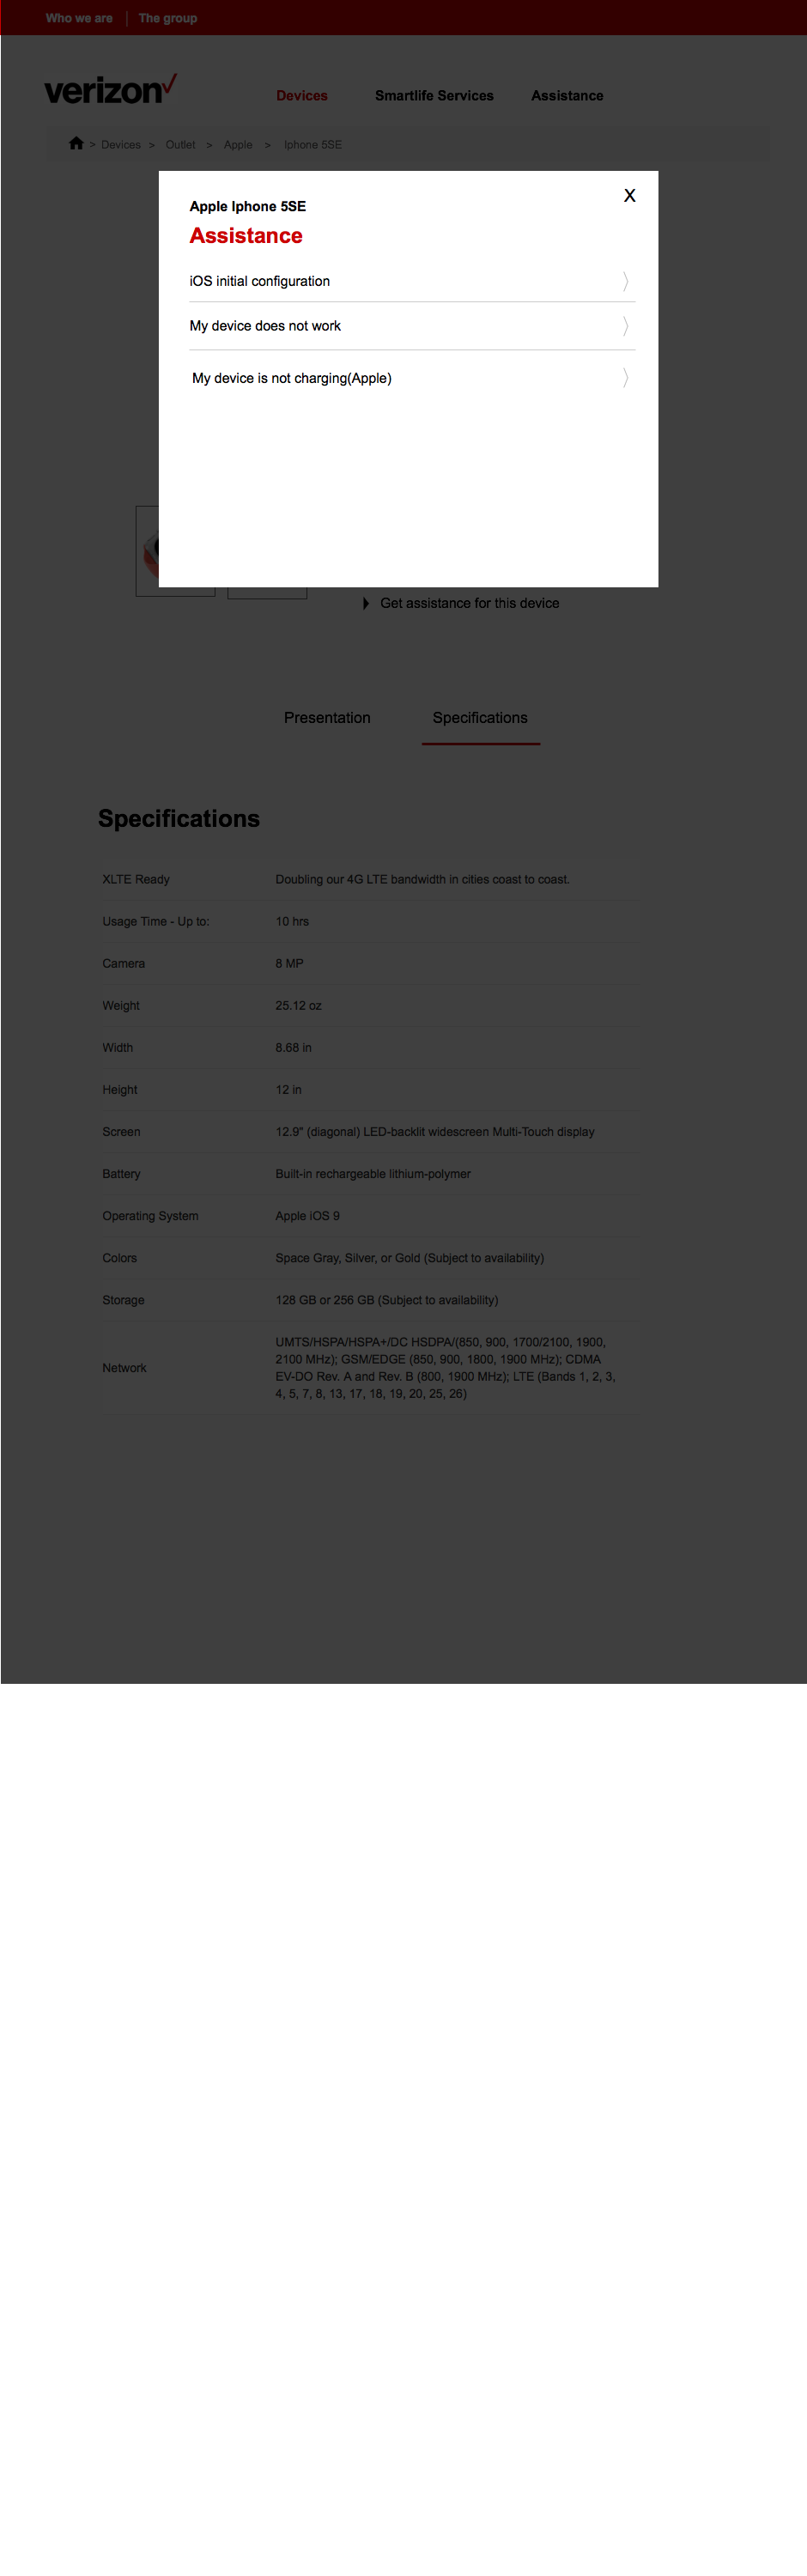 Who we are | The group
verizon
Devices Smartlife Services Assistance
> Devices > Outlet > Apple > Iphone 5SE
X
Apple Iphone 5SE
Assistance
iOS initial configuration
My device does not work
My device is not charging(Apple)
Get assistance for this device
Presentation Specifications
Specifications
XLTE Ready Doubling our 4G LTE bandwidth in cities coast to coast.
Usage Time - Up to: 10 hrs
Camera 8 MP
Weight 25.12 oz
Width 8.68 in
Height 12 in
Screen 12.9" (diagonal) LED-backlit widescreen Multi-Touch display
Battery Built-in rechargeable lithium-polymer
Operating System Apple iOS 9
Colors Space Gray, Silver, or Gold (Subject to availability)
Storage 128 GB or 256 GB (Subject to availability)
Network
UMTS/HSPA/HSPA+/DC HSDPA/(850, 900, 1700/2100, 1900,
2100 MHz); GSM/EDGE (850, 900, 1800, 1900 MHz); CDMA
EV-DO Rev. A and Rev. B (800, 1900 MHz); LTE (Bands 1, 2, 3,
4, 5, 7, 8, 13, 17, 18, 19, 20, 25, 26)